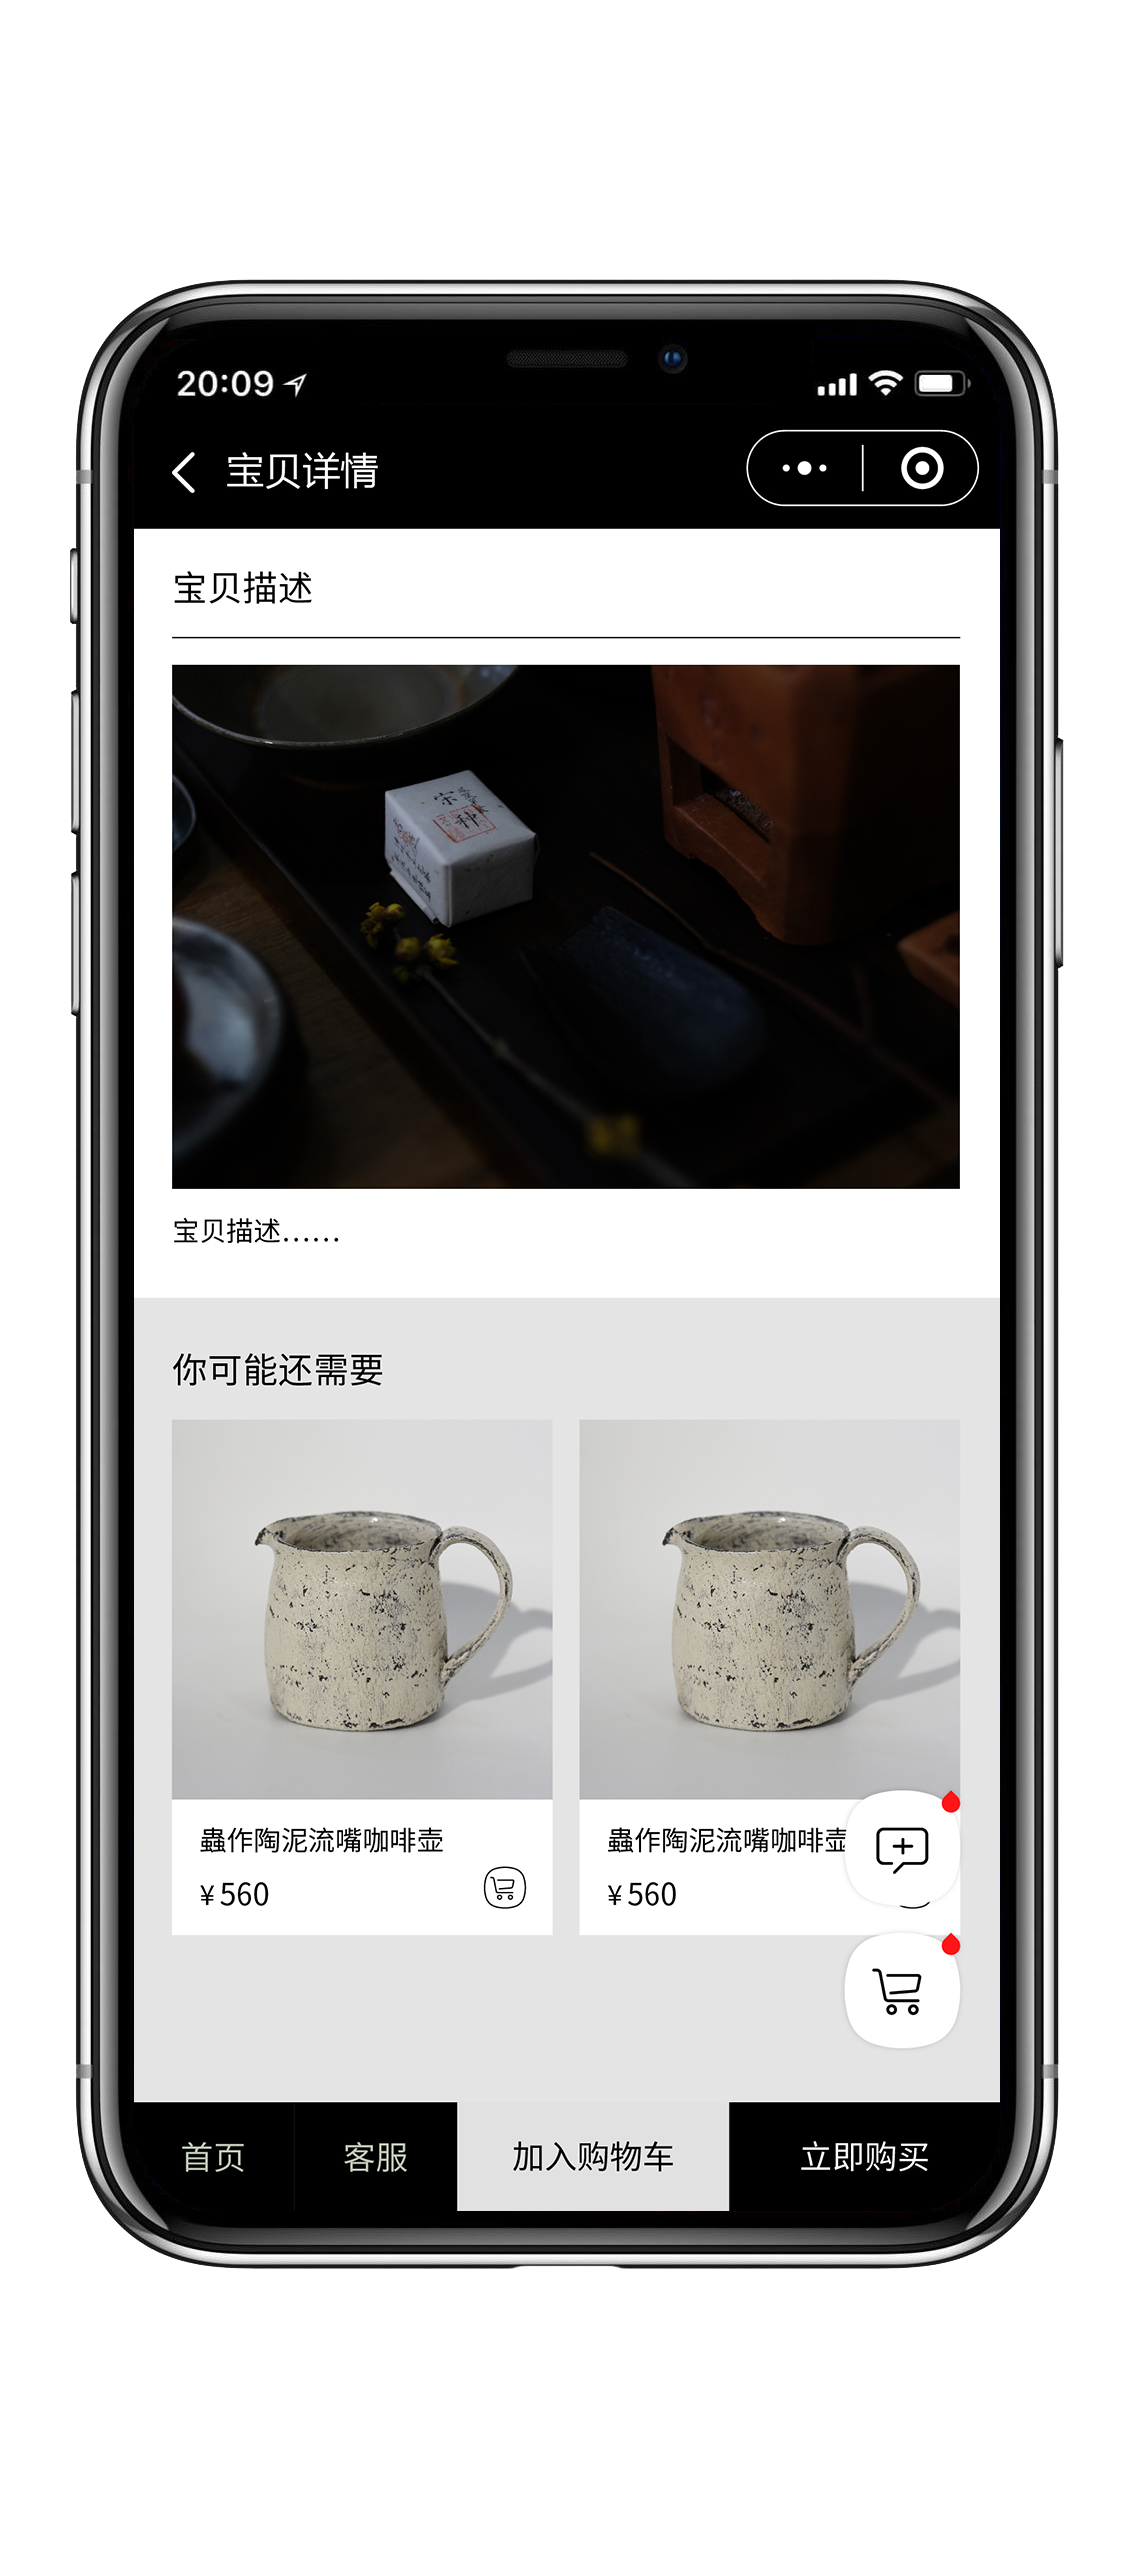 20:09
宝贝详情
宝贝描述
宗
种
宝贝描述......
你可能还需要
蟲作陶泥流嘴咖啡壶
¥560
蟲作陶泥流嘴咖啡壶
¥560
首页
客服
加入购物车
立即购买